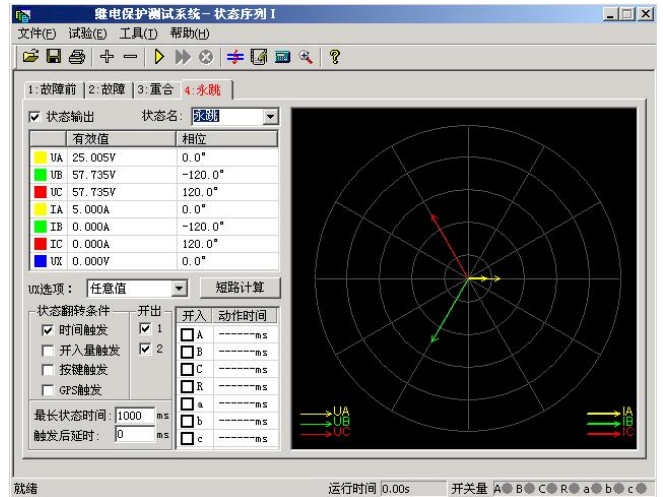 继电保护测试系统-状态序列I
文件(F) 试验(E) 工具(T) 帮助(H)
1:故障前 2:故障 3:重合 4:永跳
状态输出 状态名: 永跳
有效值 相位
UA 25.005V 0.0°
UB 57.735V -120.0°
UC 57.735V 120.0°
IA 5.000A 0.0°
IB 0.000A -120.0°
IC 0.000A 120.0°
UX 0.000V 0.0°
UX选项: 任意值 短路计算
状态翻转条件 开出 开入 动作时间
时间触发 1 A ------ms
开入量触发 2 B ------ms
按键触发 C ------ms
GPS触发 R ------ms
a ------ms
最长状态时间: 1000 ms b ------ms
触发后延时: 0 ms c ------ms
UA IA
UB IB
UC IC
就绪 运行时间 0.00s 开关量 A B C R a b c